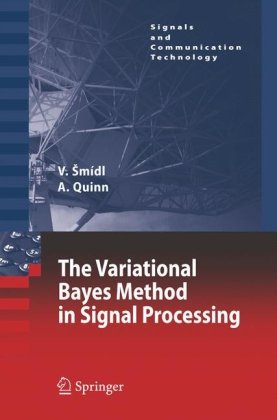 Signals
and
Communication
Technology
V. Šmídl
A. Quinn
The Variational
Bayes Method
in Signal Processing
Springer